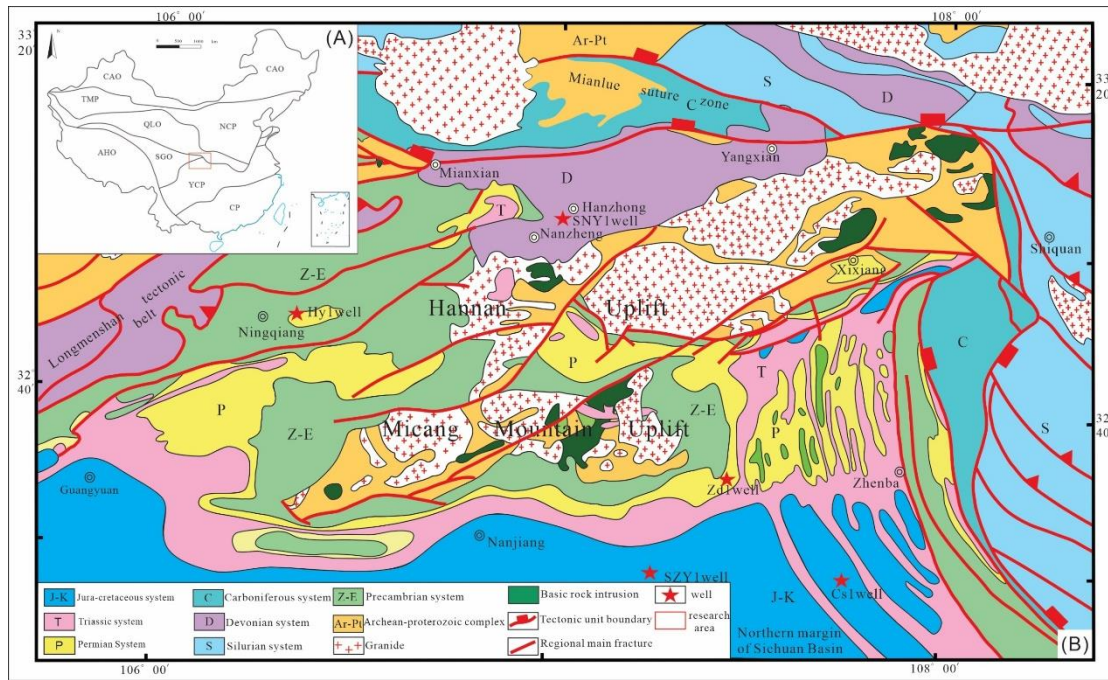 106° 00′
108° 00′
33
20
(A)
0 500 1000 km
CAO
CAO
TMP
QLO
NCP
AHO
SGO
YCP
CP
Ar-Pt
Mianlue suture C zone
S
D
33
20
Mianxian
Yangxian
D
T
Hanzhong
SNY1well
Nanzheng
Shiquan
Xixiang
Z-E
Longmenshan tectonic
belt
Hy1well
Ningqiang
Hannan Uplift
P
T
C
32
40
P
Z-E
Z-E
Micang Mountain Uplift
P
S
32
40
Guangyuan
Zd1well
Zhenba
Nanjiang
SZY1well
J-K
Cs1well
Northern margin
of Sichuan Basin
(B)
J-K Jura-cretaceous system
C Carboniferous system
Z-E Precambrian system
Basic rock intrusion
well
T Triassic system
D Devonian system
Ar-Pt Archean-proterozoic complex
Tectonic unit boundary
research
area
P Permian System
S Silurian system
Granide
Regional main fracture
106° 00′
108° 00′